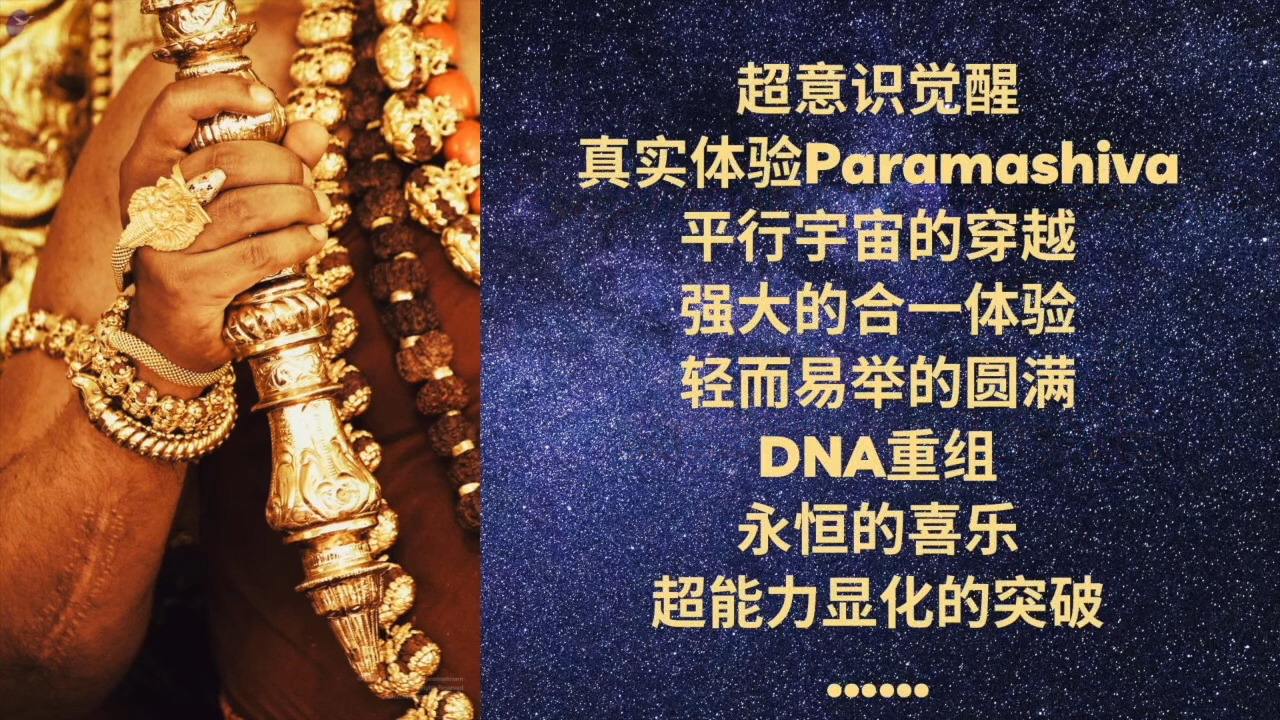 超意识觉醒
真实体验Paramashiva
平行宇宙的穿越
强大的合一体验
轻而易举的圆满
DNA重组
永恒的喜乐
超能力显化的突破
••••••